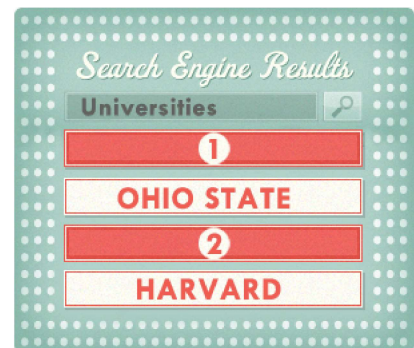 Search Engine Results
Universities
1
OHIO STATE
2
HARVARD